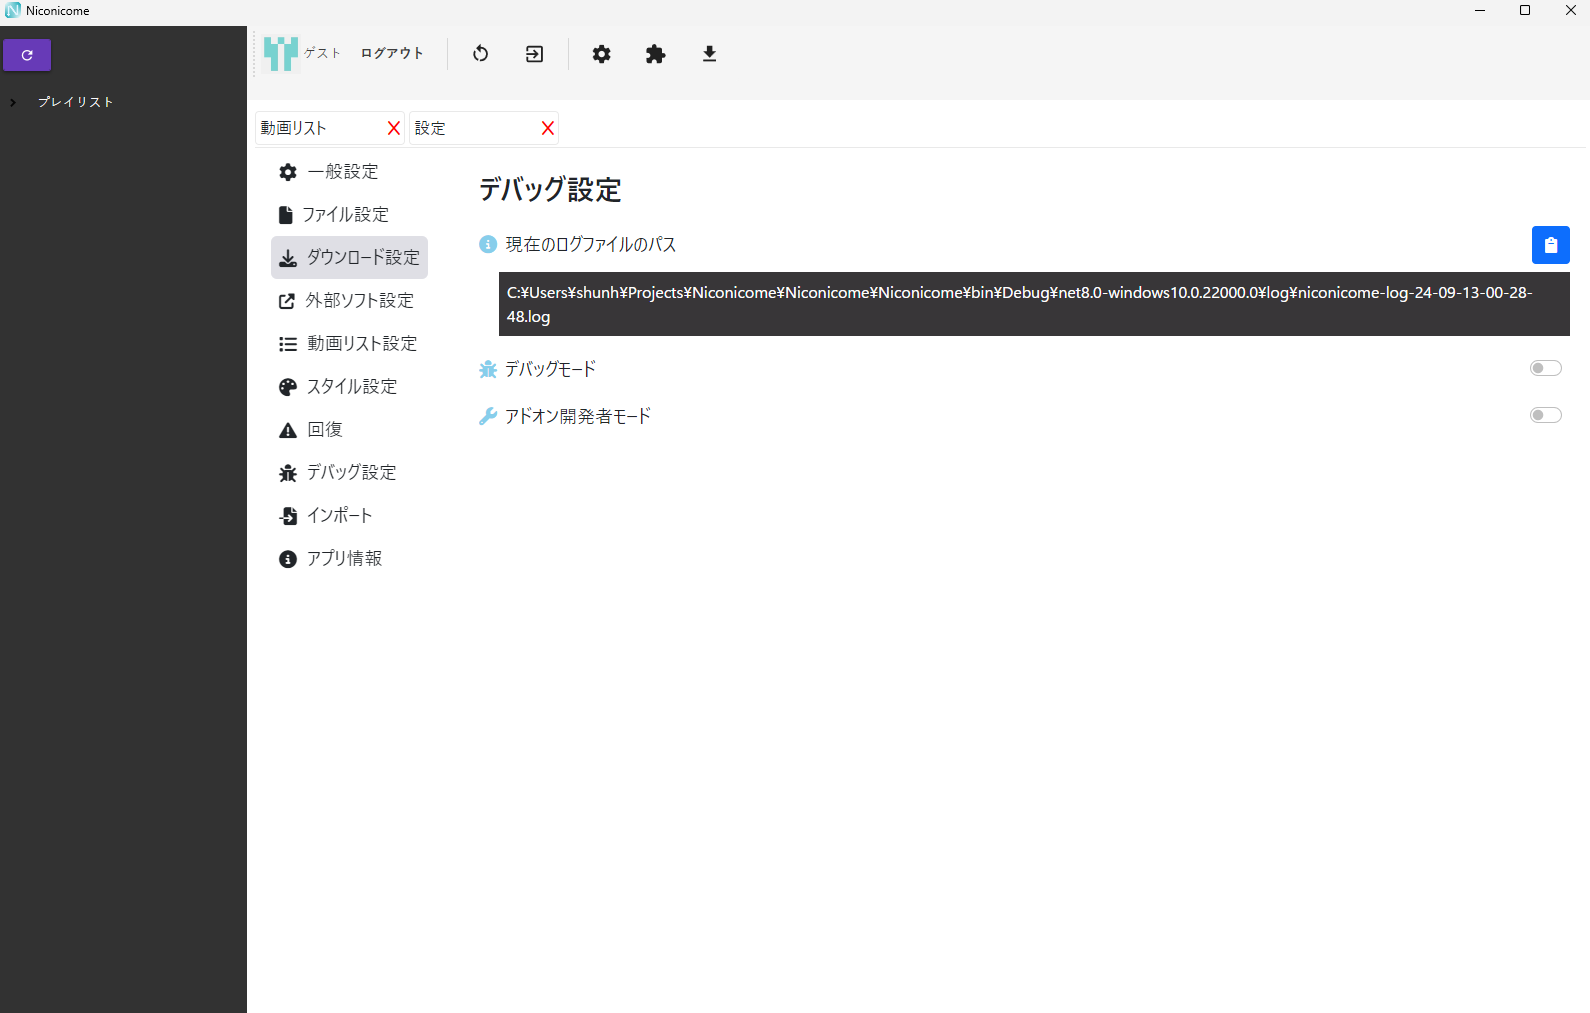 Niconicome
プレイリスト
ゲスト ログアウト
動画リスト X 設定 X
一般設定
ファイル設定
ダウンロード設定
外部ソフト設定
動画リスト設定
スタイル設定
回復
デバッグ設定
インポート
アプリ情報
デバッグ設定
現在のログファイルのパス
C:¥Users¥shunh¥Projects¥Niconicome¥Niconicome¥Niconicome¥bin¥Debug¥net8.0-windows10.0.22000.0¥log¥niconicome-log-24-09-13-00-28-
48.log
デバッグモード
アドオン開発者モード